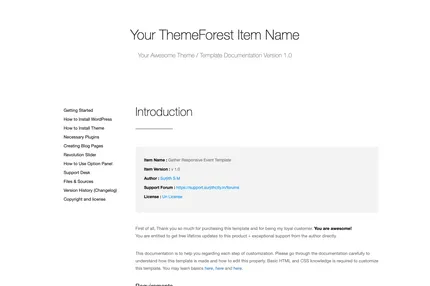 Your ThemeForest Item Name
Your Awesome Theme / Template Documentation Version 1.0
Getting Started
How to Install WordPress
How to Install Theme
Necessary Plugins
Creating Blog Pages
Revolution Slider
How to Use Option Panel
Support Desk
Files & Sources
Version History (Changelog)
Copyright and license
Introduction
Item Name : Gather Responsive Event Template
Item Version : v 1.0
Author : Surjith S M
Support Forum : https://support.surjithctly.in/forums
License : Un License
First of all, Thank you so much for purchasing this template and for being my loyal customer. You are awesome!
You are entitled to get free lifetime updates to this product + exceptional support from the author directly.
This documentation is to help you regarding each step of customization. Please go through the documentation carefully to
understand how this template is made and how to edit this properly. Basic HTML and CSS knowledge is required to customize
this template. You may learn basics here, here and here.
Requirements